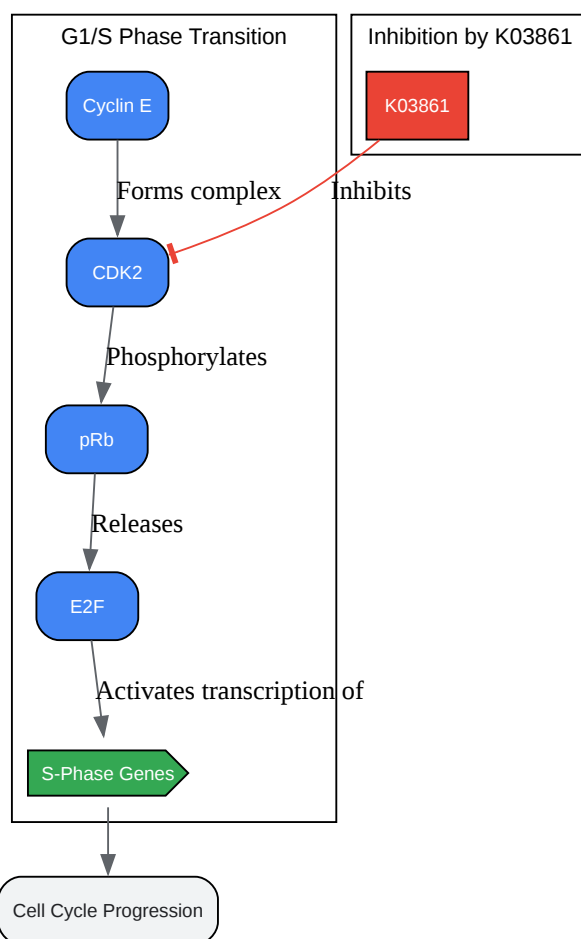 G1/S Phase Transition
Inhibition by K03861
Cyclin E
K03861
Forms complex
Inhibits
CDK2
Phosphorylates
pRb
Releases
E2F
Activates transcription of
S-Phase Genes
Cell Cycle Progression